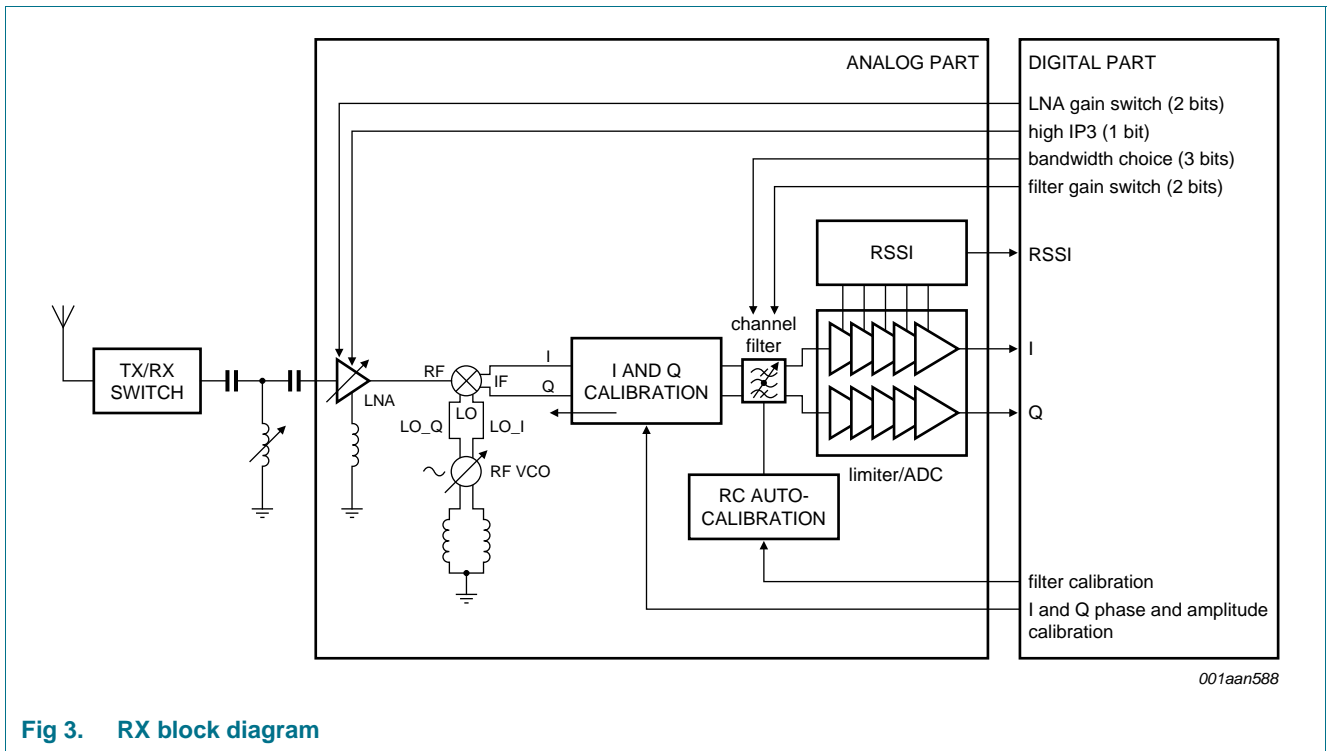 ANALOG PART
DIGITAL PART
LNA gain switch (2 bits)
high IP3 (1 bit)
bandwidth choice (3 bits)
filter gain switch (2 bits)
RSSI
RSSI
channel
filter
TX/RX
SWITCH
LNA
RF
IF
LO
I
Q
LO_Q
LO_I
RF VCO
I AND Q
CALIBRATION
I
Q
limiter/ADC
RC AUTO-
CALIBRATION
filter calibration
I and Q phase and amplitude
calibration
001aan588
Fig 3. RX block diagram